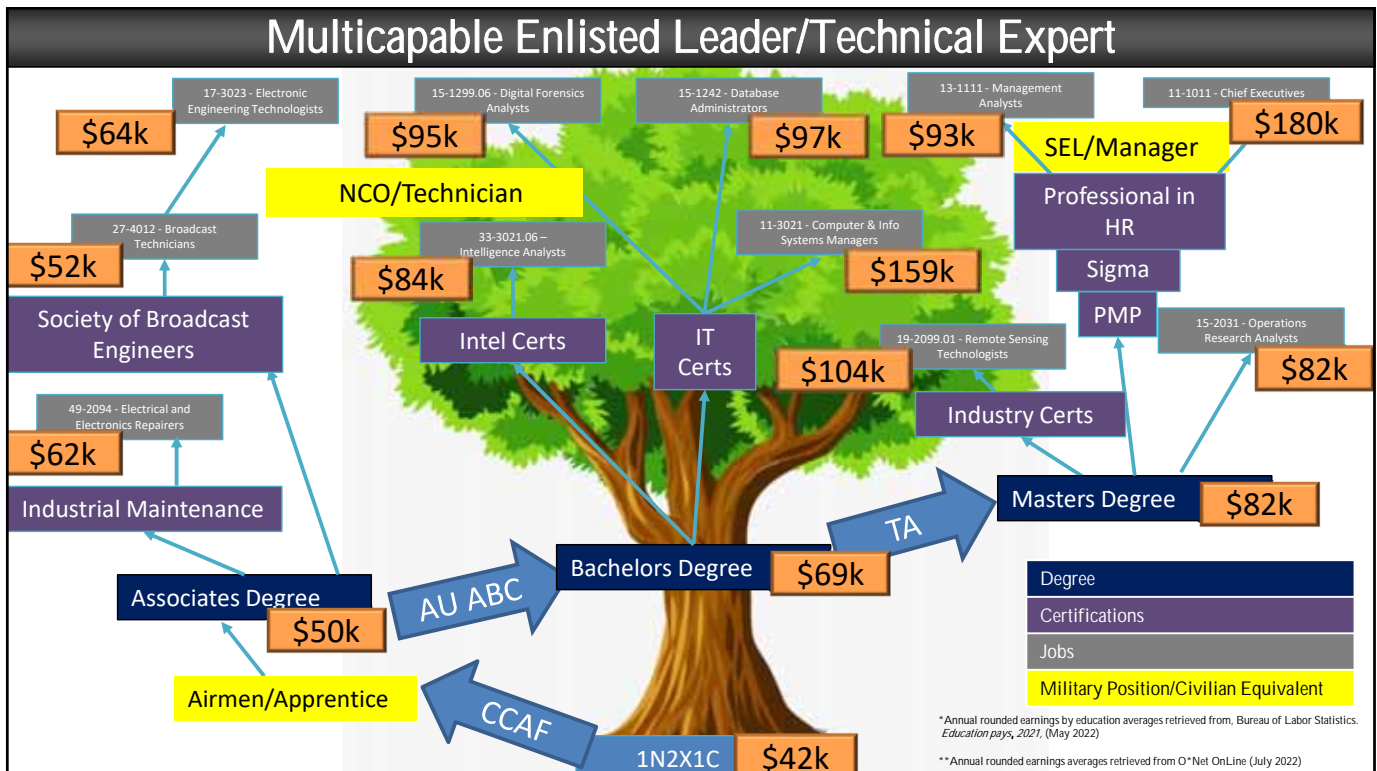 Multicapable Enlisted Leader/Technical Expert
17-3023 - Electronic
Engineering Technologists
$64k
15-1299.06 - Digital Forensics
Analysts
$95k
15-1242 - Database
Administrators
$97k
13-1111 - Management
Analysts
$93k
11-1011 - Chief Executives
$180k
SEL/Manager
NCO/Technician
Professional in
HR
27-4012 - Broadcast
Technicians
$52k
33-3021.06 –
Intelligence Analysts
$84k
11-3021 - Computer & Info
Systems Managers
$159k
Sigma
PMP
Society of Broadcast
Engineers
Intel Certs
IT
Certs
19-2099.01 - Remote Sensing
Technologists
$104k
15-2031 - Operations
Research Analysts
$82k
49-2094 - Electrical and
Electronics Repairers
$62k
Industry Certs
Industrial Maintenance
Masters Degree
$82k
TA
Bachelors Degree
$69k
AU ABC
Associates Degree
$50k
Airmen/Apprentice
CCAF
1N2X1C
$42k
Degree
Certifications
Jobs
Military Position/Civilian Equivalent
*Annual rounded earnings by education averages retrieved from, Bureau of Labor Statistics.
Education pays, 2021, (May 2022)
**Annual rounded earnings averages retrieved from O*Net OnLine (July 2022)